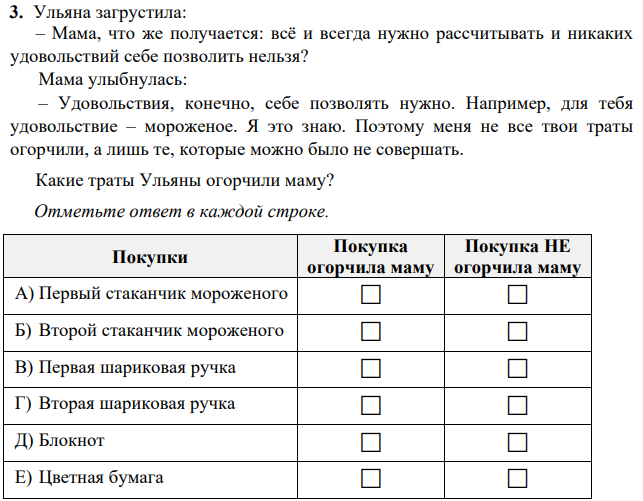 3. Ульяна загрустила:
– Мама, что же получается: всё и всегда нужно рассчитывать и никаких
удовольствий себе позволить нельзя?
Мама улыбнулась:
– Удовольствия, конечно, себе позволять нужно. Например, для тебя
удовольствие – мороженое. Я это знаю. Поэтому меня не все твои траты
огорчили, а лишь те, которые можно было не совершать.
Какие траты Ульяны огорчили маму?
Отметьте ответ в каждой строке.
Покупки
Покупка
огорчила маму
Покупка НЕ
огорчила маму
А) Первый стаканчик мороженого
Б) Второй стаканчик мороженого
В) Первая шариковая ручка
Г) Вторая шариковая ручка
Д) Блокнот
Е) Цветная бумага